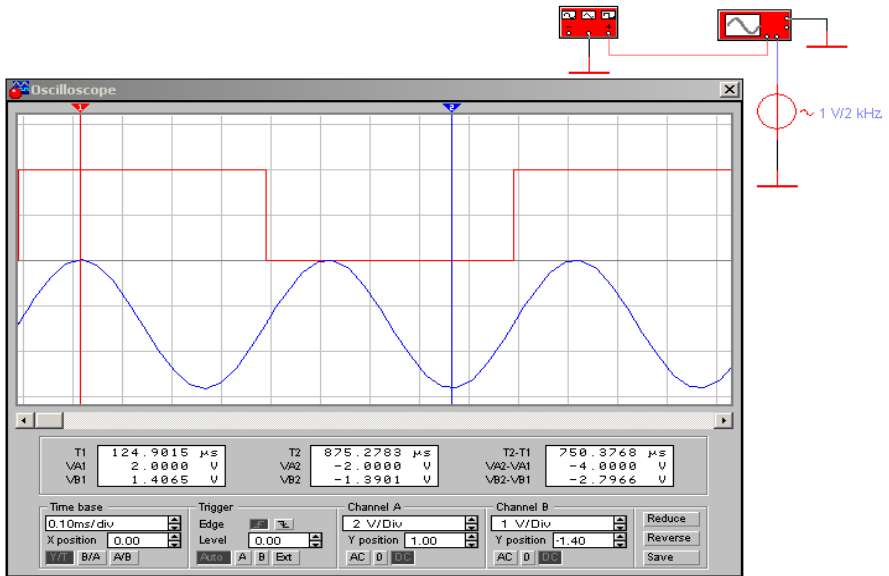 1 V/2 kHz
Oscilloscope
1
2
T1 124.9015 µs
VA1 2.0000 V
VB1 1.4065 V
T2 875.2783 µs
VA2 -2.0000 V
VB2 -1.3901 V
T2-T1 750.3768 µs
VA2-VA1 -4.0000 V
VB2-VB1 -2.7966 V
Time base
0.10ms/div
X position 0.00
Y/T B/A A/B
Trigger
Edge
Level 0.00
Auto A B Ext
Channel A
2 V/Div
Y position 1.00
AC 0 DC
Channel B
1 V/Div
Y position -1.40
AC 0 DC
Reduce
Reverse
Save